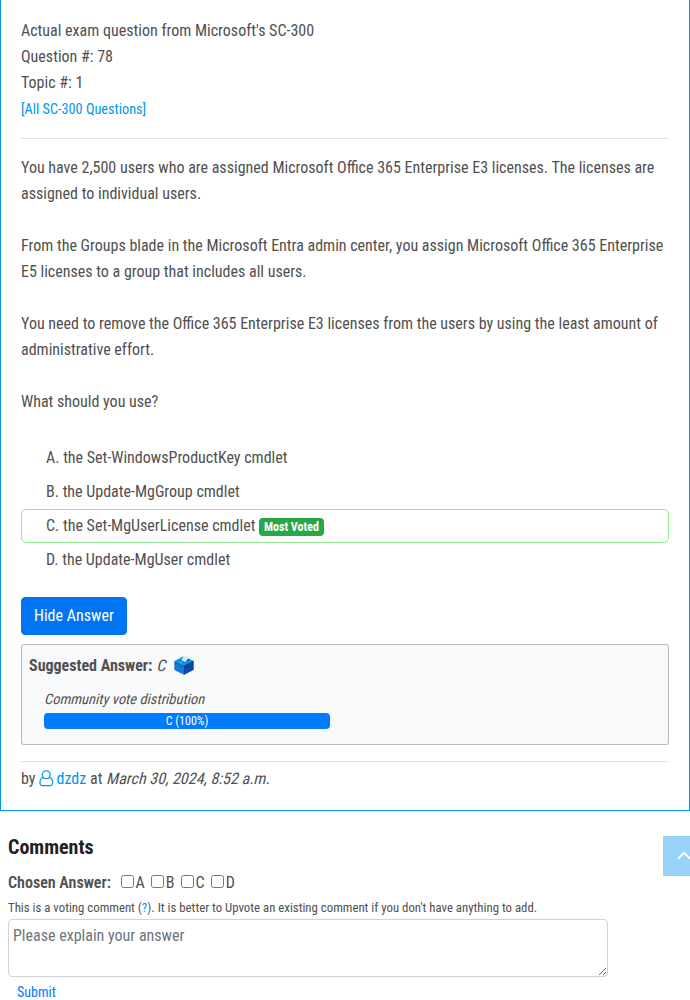 Actual exam question from Microsoft's SC-300
Question #: 78
Topic #: 1
[All SC-300 Questions]
You have 2,500 users who are assigned Microsoft Office 365 Enterprise E3 licenses. The licenses are
assigned to individual users.
From the Groups blade in the Microsoft Entra admin center, you assign Microsoft Office 365 Enterprise
E5 licenses to a group that includes all users.
You need to remove the Office 365 Enterprise E3 licenses from the users by using the least amount of
administrative effort.
What should you use?
A. the Set-WindowsProductKey cmdlet
B. the Update-MgGroup cmdlet
C. the Set-MgUserLicense cmdlet Most Voted
D. the Update-MgUser cmdlet
Hide Answer
Suggested Answer: C
Community vote distribution
C (100%)
by dzdz at March 30, 2024, 8:52 a.m.
Comments
Chosen Answer: A B C D
This is a voting comment (?). It is better to Upvote an existing comment if you don't have anything to add.
Please explain your answer
Submit